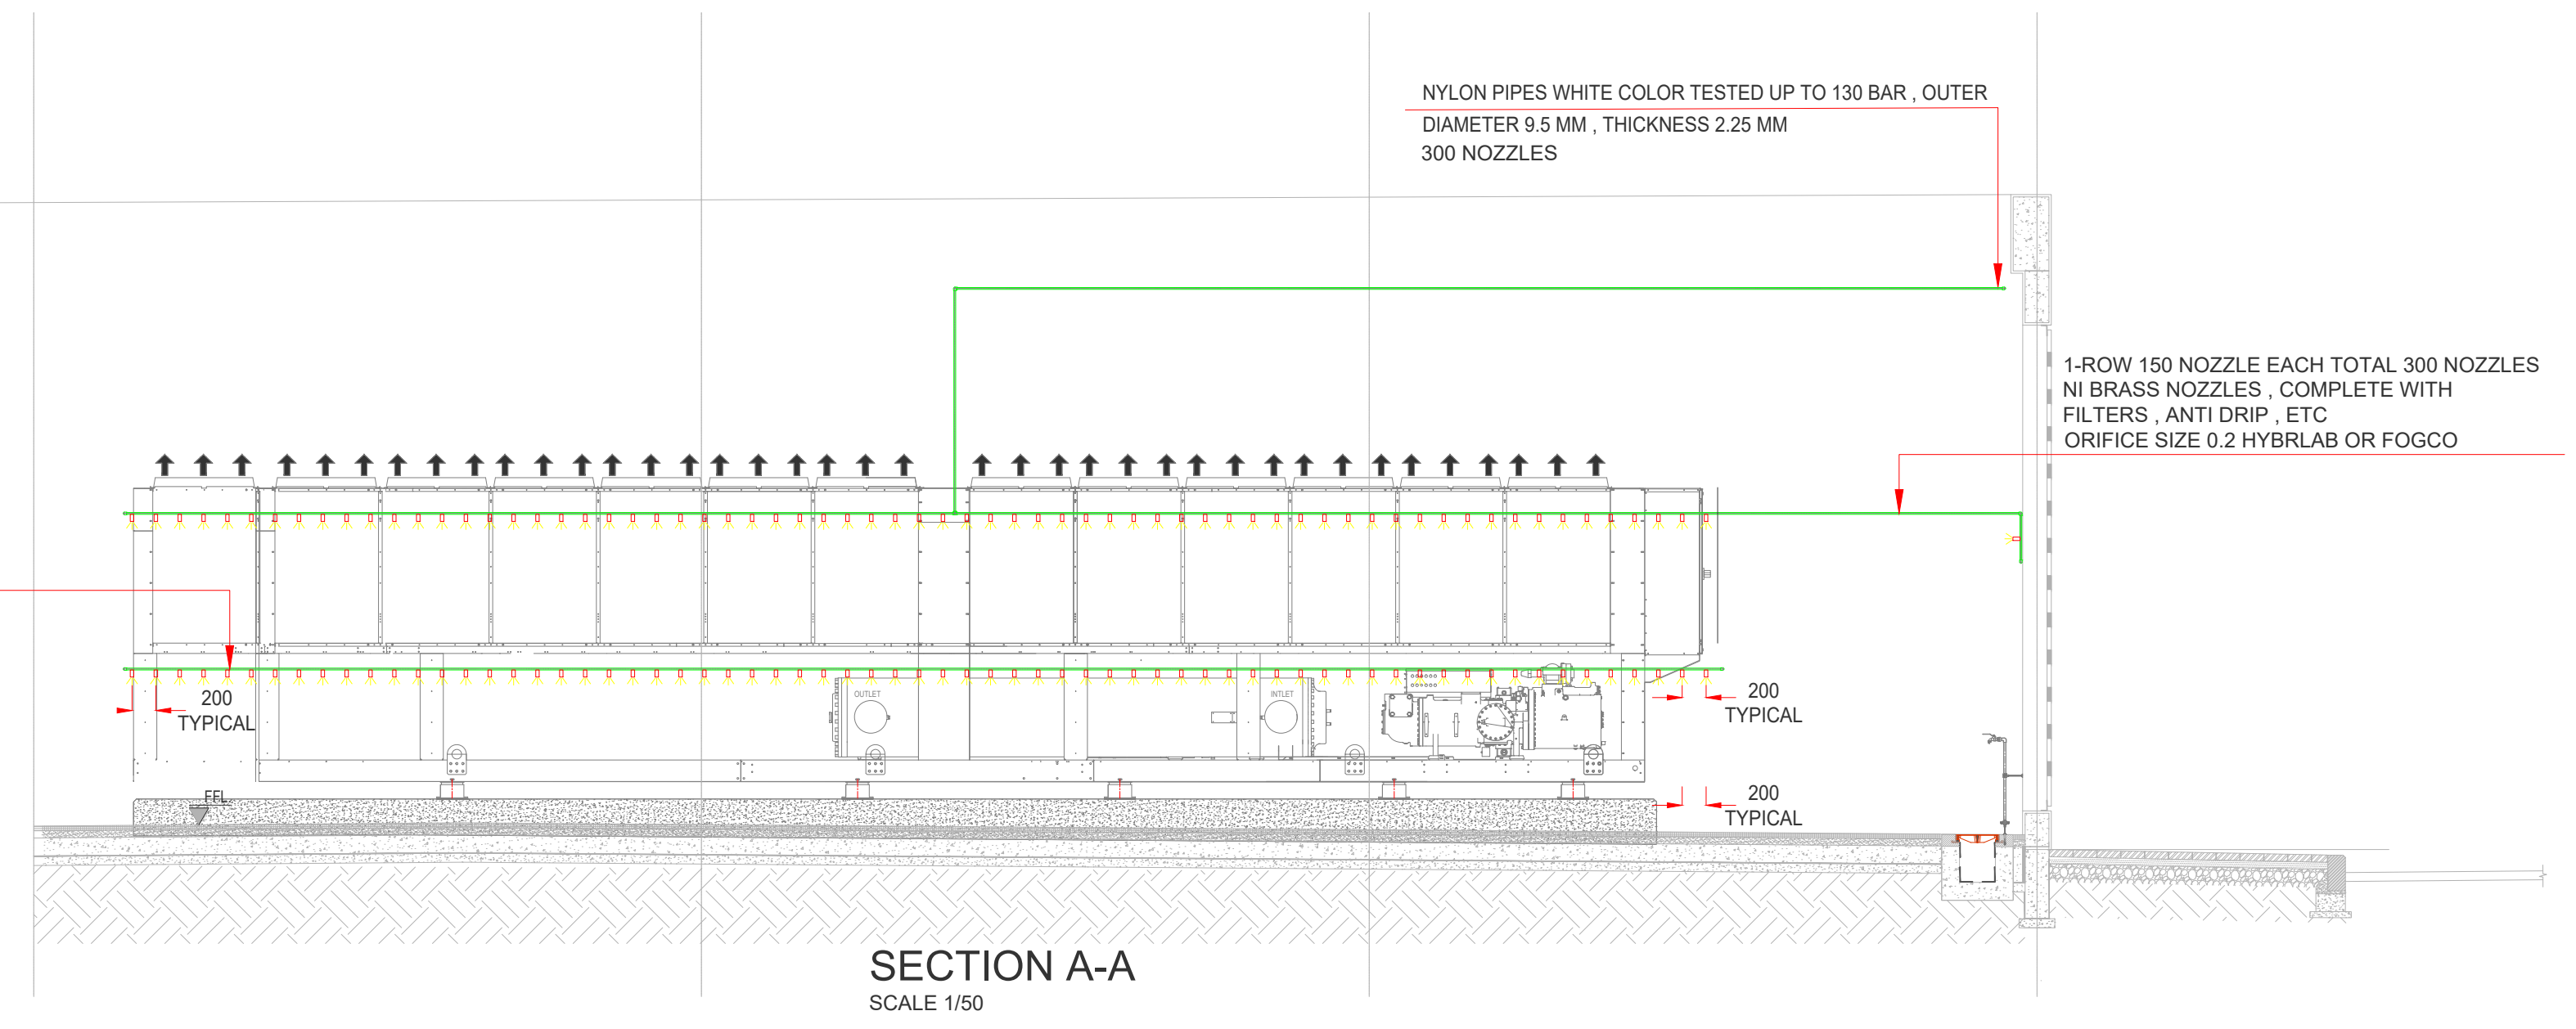 NYLON PIPES WHITE COLOR TESTED UP TO 130 BAR , OUTER
DIAMETER 9.5 MM , THICKNESS 2.25 MM
300 NOZZLES
1-ROW 150 NOZZLE EACH TOTAL 300 NOZZLES
NI BRASS NOZZLES , COMPLETE WITH
FILTERS , ANTI DRIP , ETC
ORIFICE SIZE 0.2 HYBRLAB OR FOGCO
OUTLET
INTLET
200
TYPICAL
200
TYPICAL
FFL
200
TYPICAL
SECTION A-A
SCALE 1/50